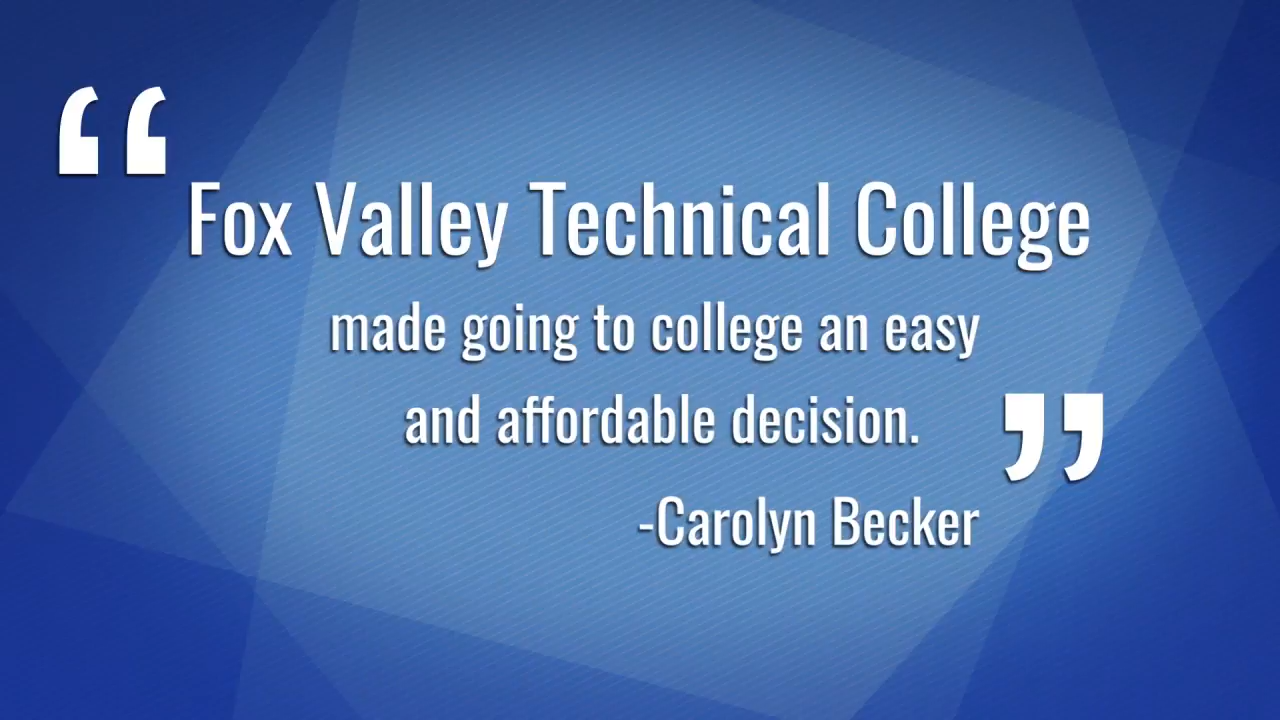 “Fox Valley Technical College
made going to college an easy
and affordable decision.”
-Carolyn Becker